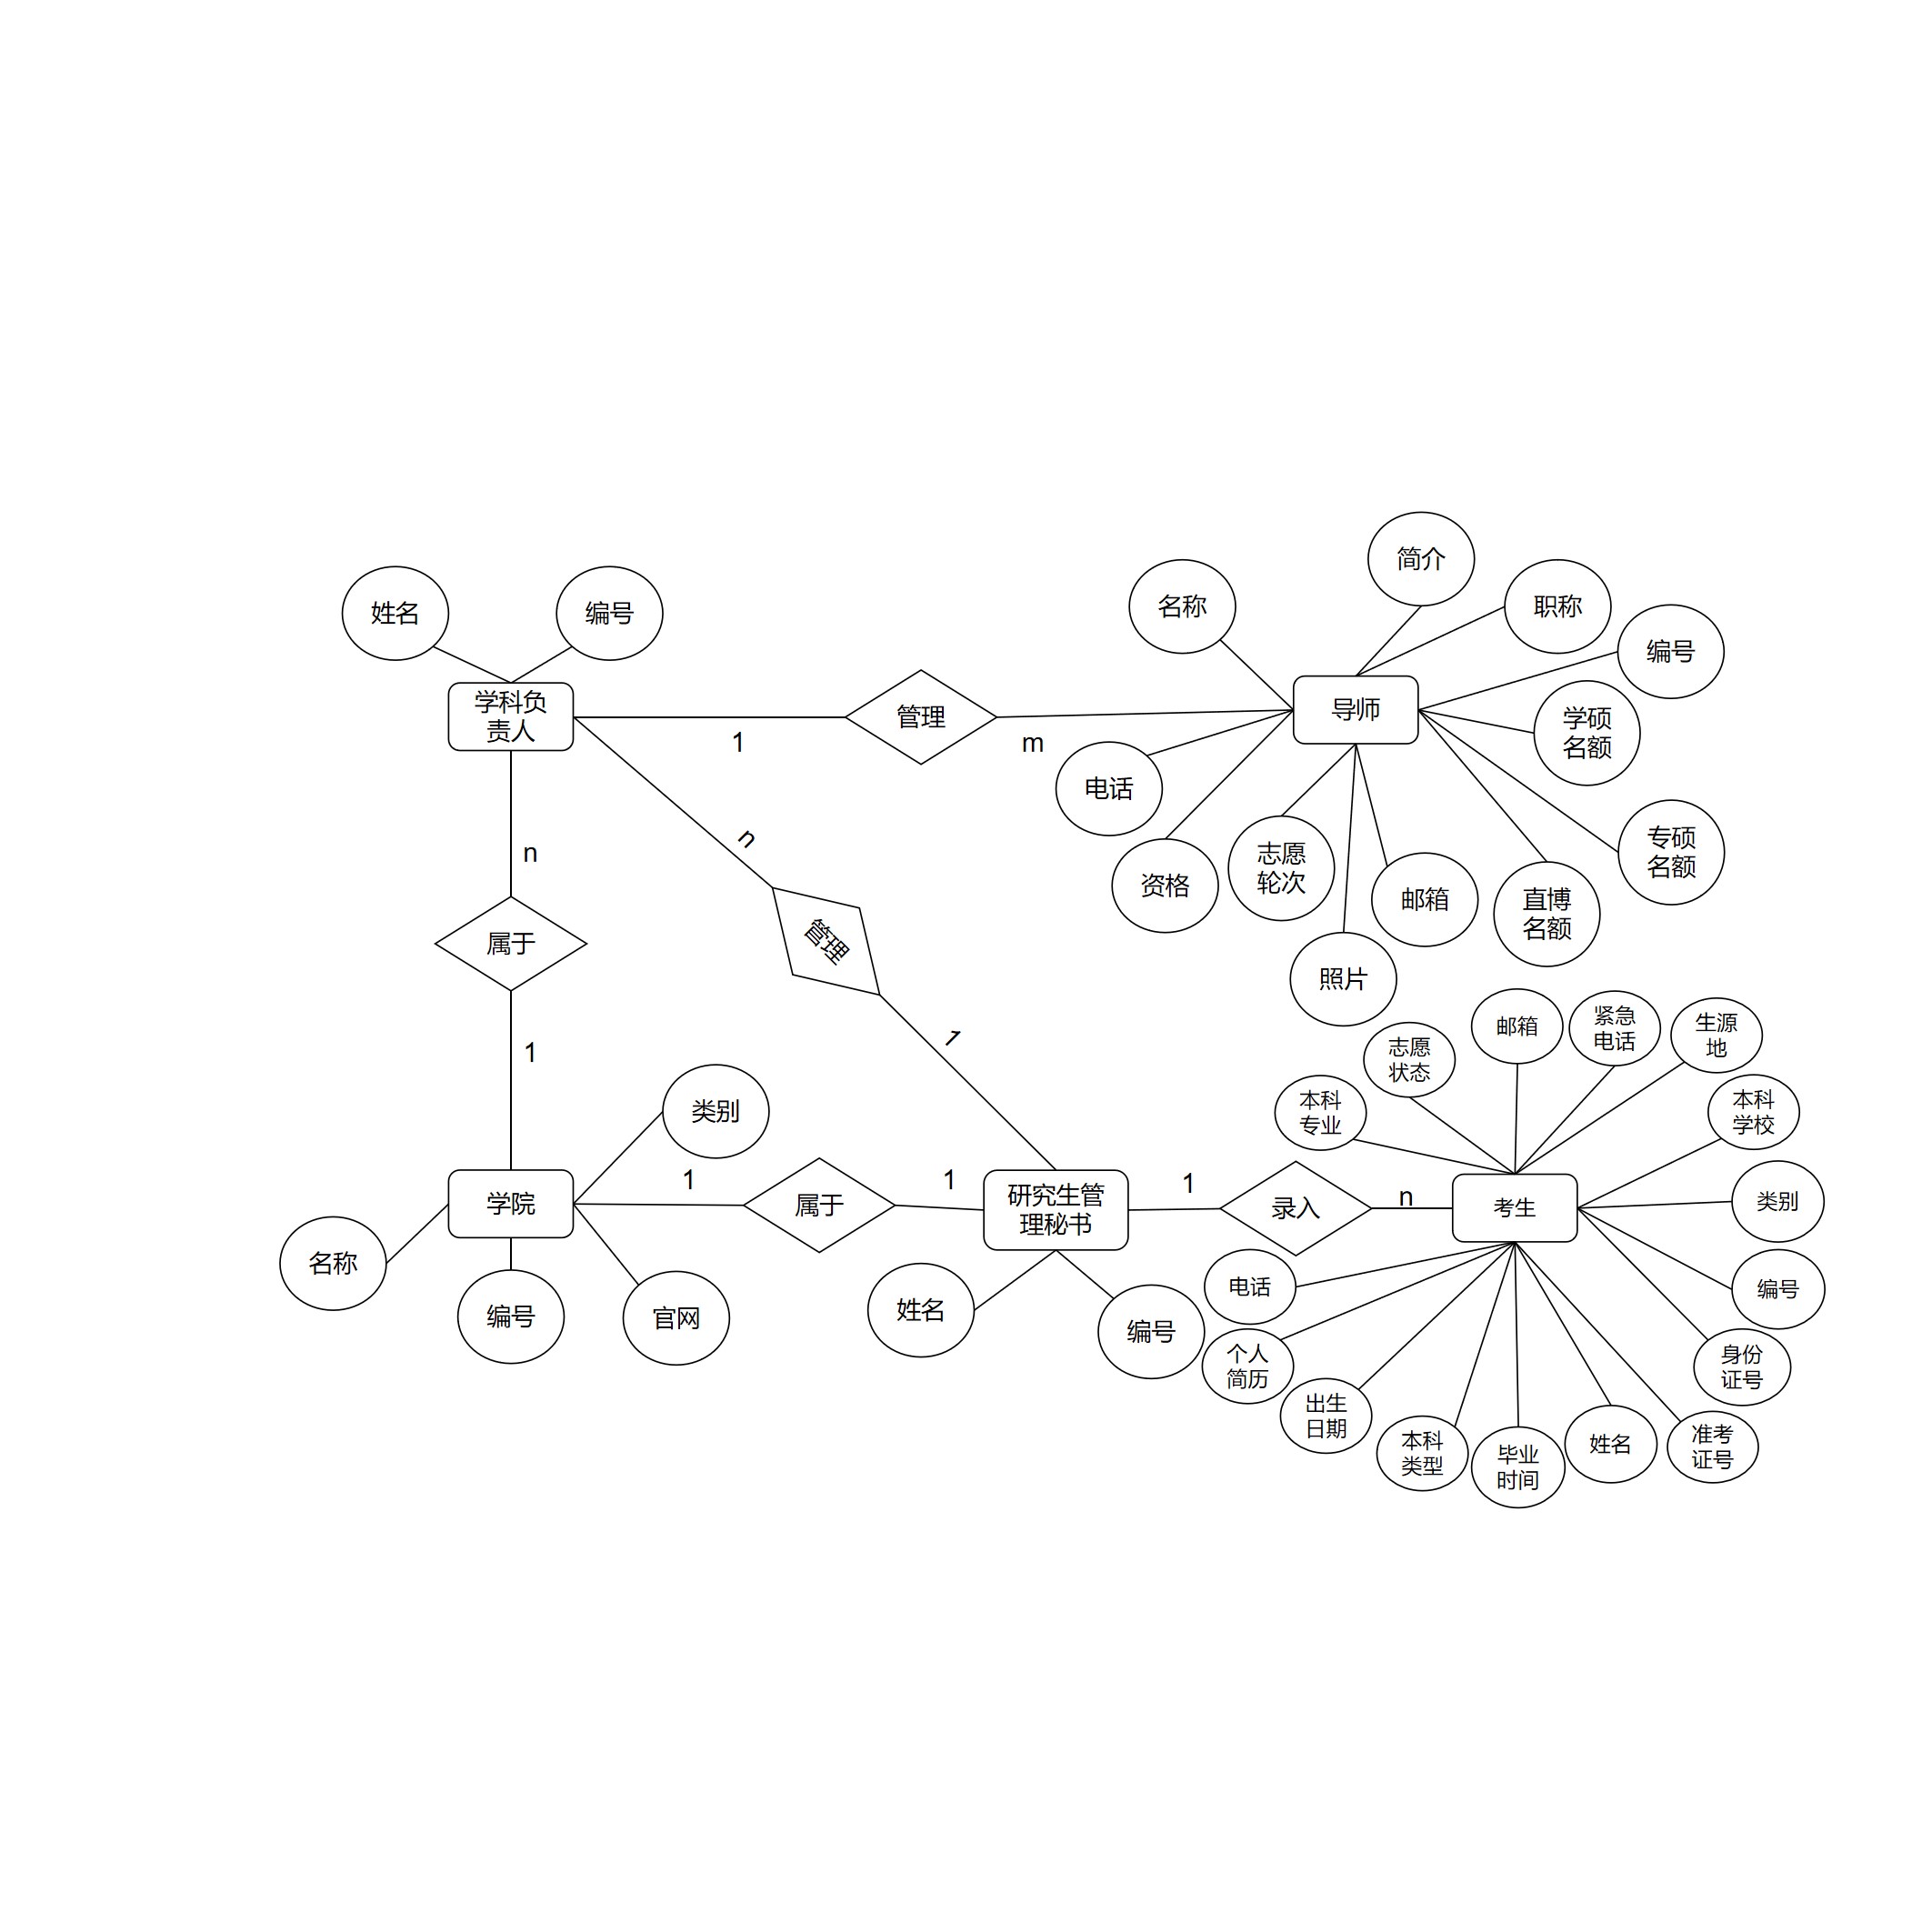 简介
名称
职称
姓名
编号
编号
学科负
责人
管理
导师
1
m
学硕
名额
电话
n
n
资格
志愿
轮次
邮箱
直博
名额
专硕
名额
属于
管理
照片
1
1
志愿
状态
邮箱
紧急
电话
生源
地
类别
本科
专业
本科
学校
学院
1
属于
1
研究生管
理秘书
1
录入
n
考生
类别
名称
编号
官网
姓名
编号
电话
编号
个人
简历
身份
证号
出生
日期
本科
类型
毕业
时间
姓名
准考
证号